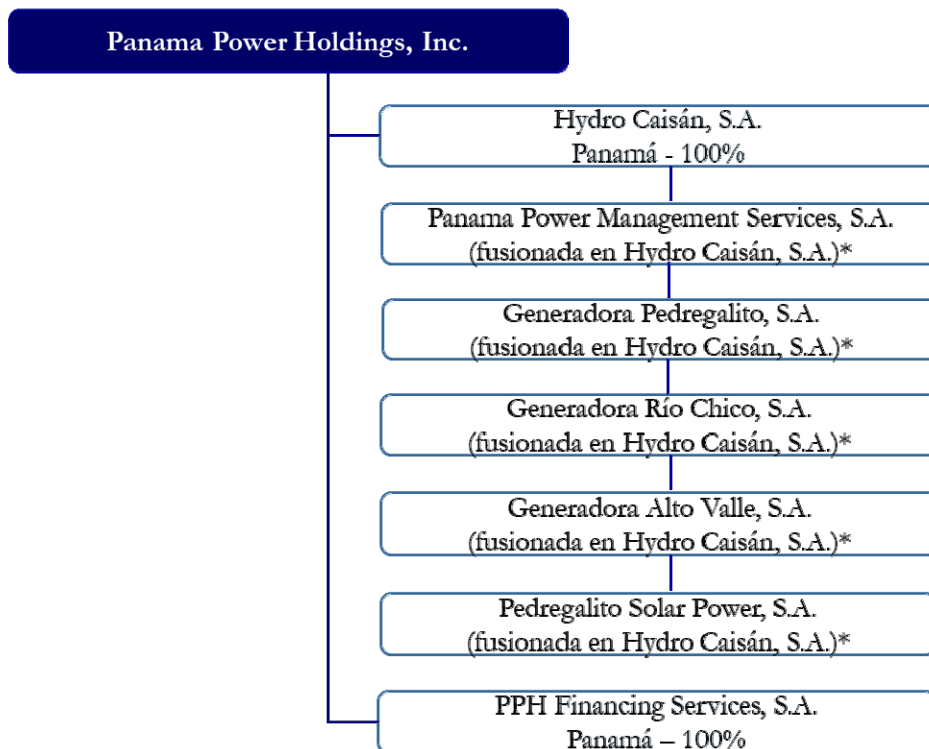 Panama Power Holdings, Inc.
Hydro Caisán, S.A.
Panamá - 100%
Panama Power Management Services, S.A.
(fusionada en Hydro Caisán, S.A.)*
Generadora Pedregalito, S.A.
(fusionada en Hydro Caisán, S.A.)*
Generadora Río Chico, S.A.
(fusionada en Hydro Caisán, S.A.)*
Generadora Alto Valle, S.A.
(fusionada en Hydro Caisán, S.A.)*
Pedregalito Solar Power, S.A.
(fusionada en Hydro Caisán, S.A.)*
PPH Financing Services, S.A.
Panamá – 100%